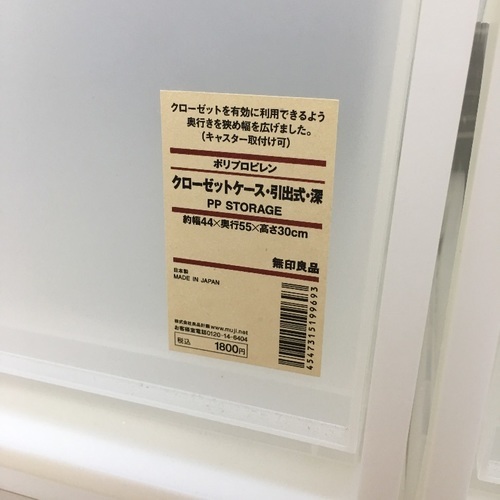 クローゼットを有効に利用できるよう
奥行きを狭め幅を広げました。
(キャスター取付け可)
ポリプロピレン
クローゼットケース・引出式・深
PP STORAGE
約幅44×奥行55×高さ30cm
無印良品
日本製
MADE IN JAPAN
4547315199693
株式会社良品計画 www.muji.net
お客様室電話0120-14-6404
税込 1800円